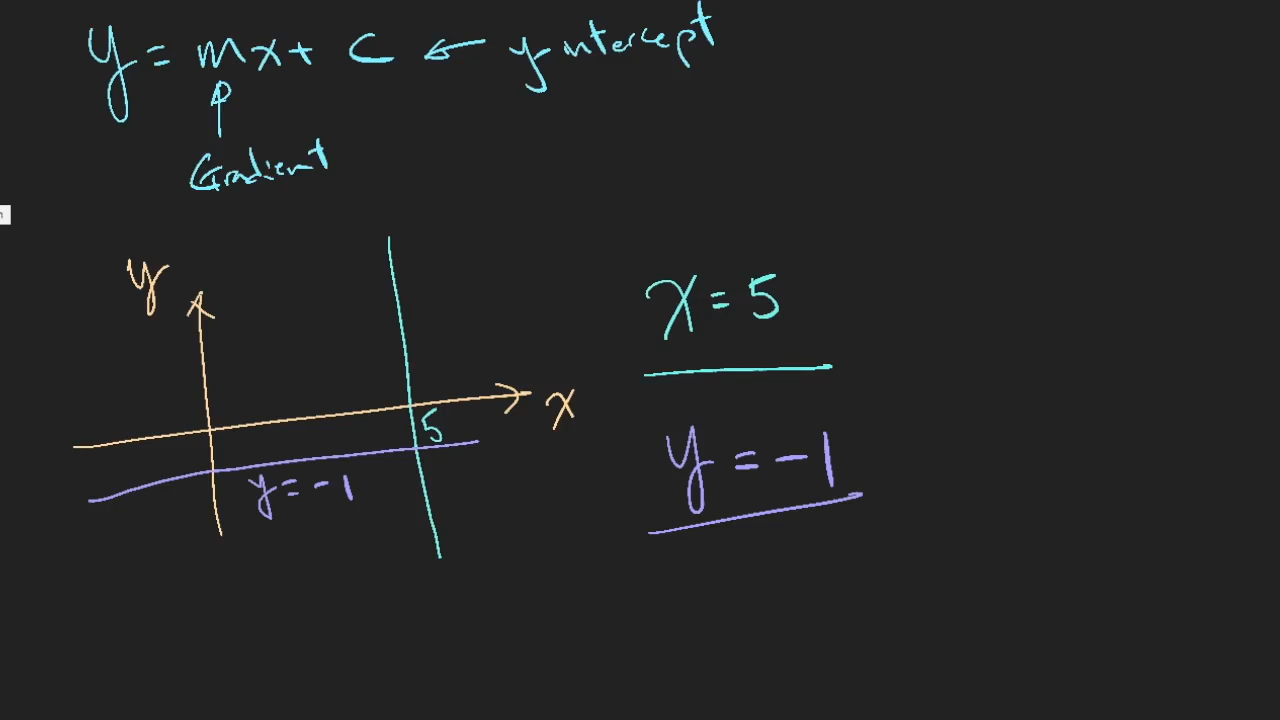 y = mx + c ← y intercept
Gradient
y
x = 5
x
5
y = -1
y = -1